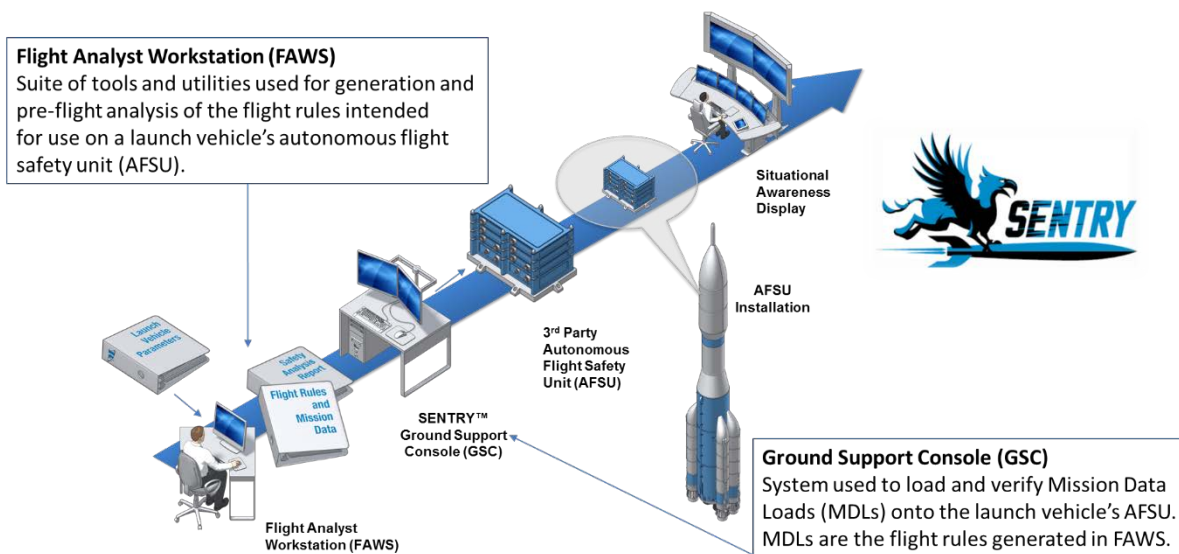 Flight Analyst Workstation (FAWS)
Suite of tools and utilities used for generation and
pre-flight analysis of the flight rules intended
for use on a launch vehicle's autonomous flight
safety unit (AFSU).
Situational
Awareness
Display
SENTRY
AFSU
Installation
3rd Party
Autonomous
Flight Safety
Unit (AFSU)
Launch
Vehicle
Parameters
Safety
Analysis
Report
Flight Rules
and
Mission
Data
SENTRY™
Ground Support
Console (GSC)
Flight Analyst
Workstation (FAWS)
Ground Support Console (GSC)
System used to load and verify Mission Data
Loads (MDLs) onto the launch vehicle's AFSU.
MDLs are the flight rules generated in FAWS.